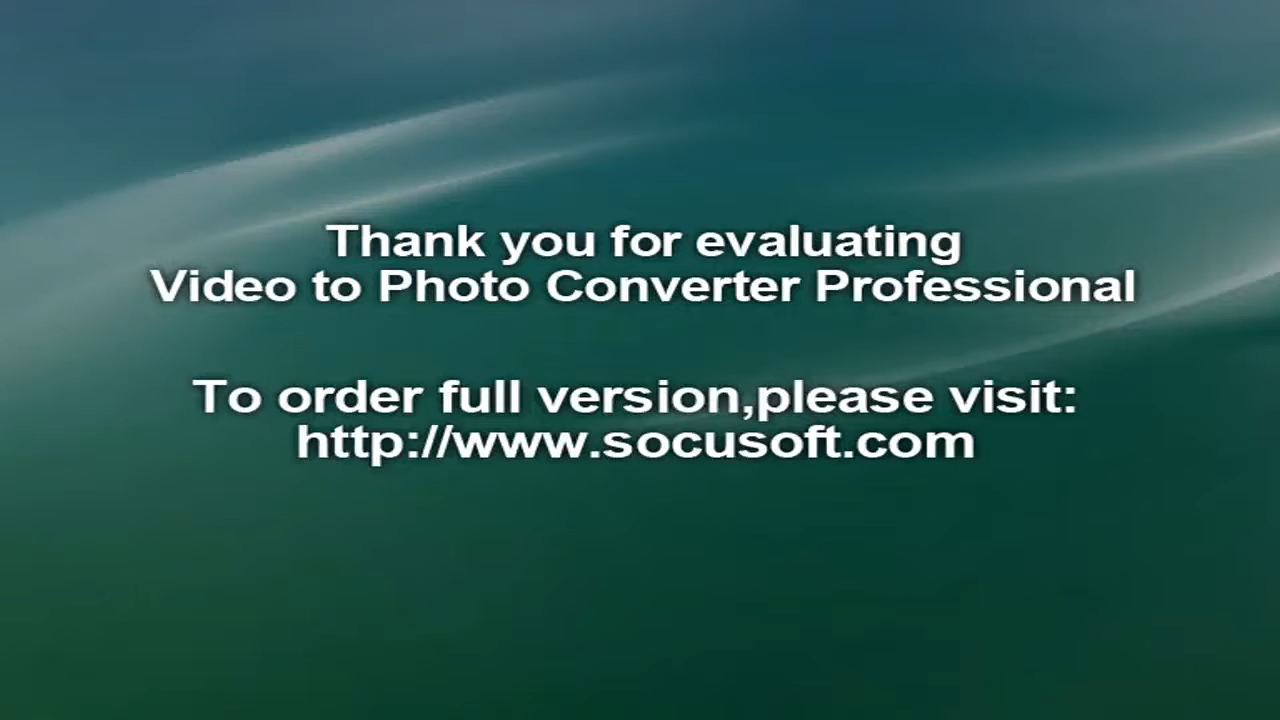 Thank you for evaluating
Video to Photo Converter Professional
To order full version,please visit:
http://www.socusoft.com